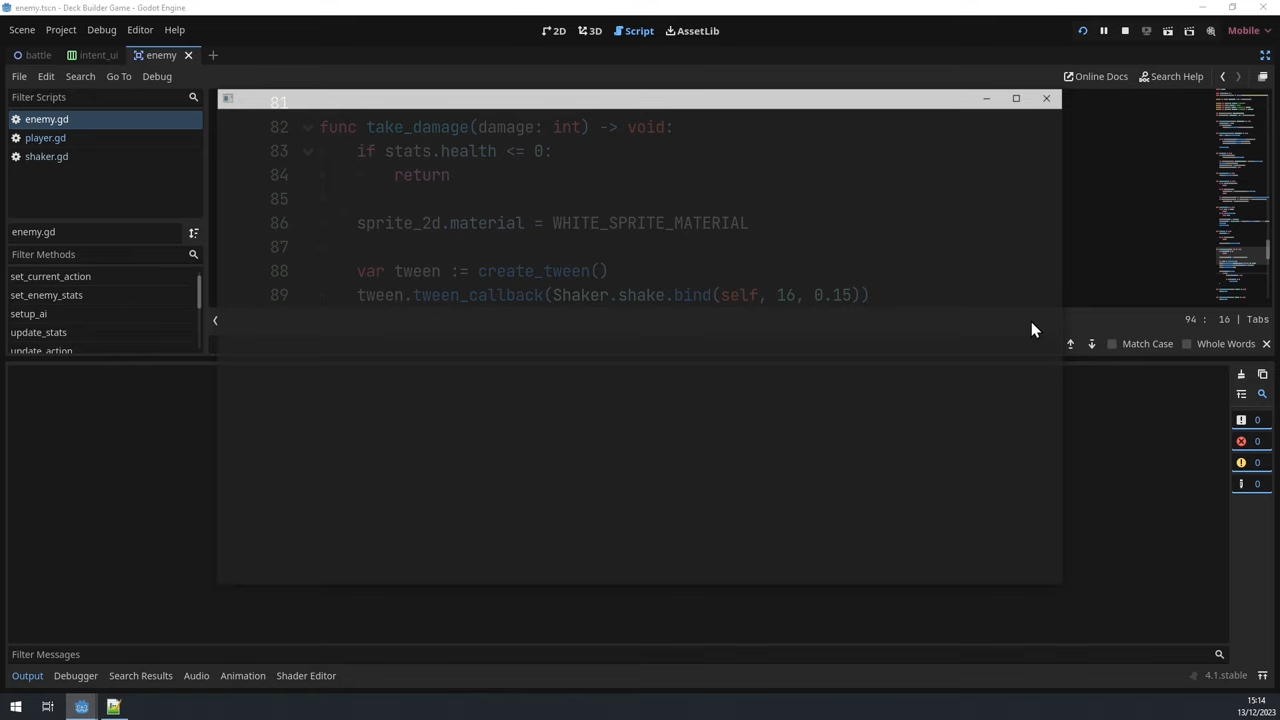 enemy.tscn - Deck Builder Game - Godot Engine
Scene Project Debug Editor Help
2D 3D Script AssetLib
Mobile
battle intent_ui enemy
File Edit Search Go To Debug
Online Docs Search Help
Filter Scripts
enemy.gd
player.gd
shaker.gd
enemy.gd
Filter Methods
set_current_action
set_enemy_stats
setup_ai
update_stats
update_action
81
82 func take_damage(damage: int) -> void:
83 if stats.health <= 0:
84 return
85
86 sprite_2d.material = WHITE_SPRITE_MATERIAL
87
88 var tween := create_tween()
89 tween.tween_callback(Shaker.shake.bind(self, 16, 0.15))
94 : 16 | Tabs
Match Case Whole Words
0
0
0
0
Filter Messages
Output Debugger Search Results Audio Animation Shader Editor
4.1.stable
15:14
13/12/2023